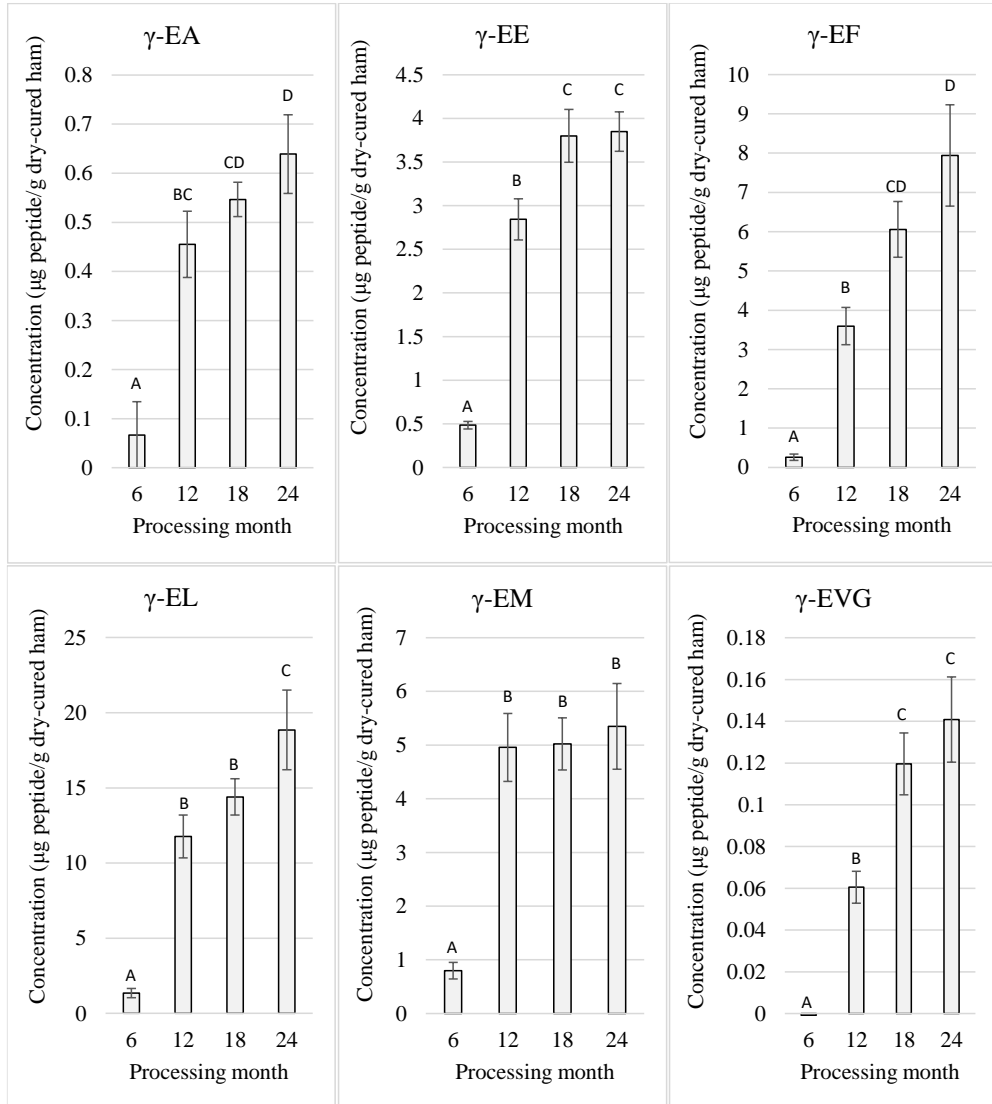 γ-EA
Concentration (µg peptide/g dry-cured ham)
0.8
0.7
0.6
0.5
0.4
0.3
0.2
0.1
0
A
BC
CD
D
6 12 18 24
Processing month
γ-EE
Concentration (µg peptide/g dry-cured ham)
4.5
4
3.5
3
2.5
2
1.5
1
0.5
0
A
B
C
C
6 12 18 24
Processing month
γ-EF
Concentration (µg peptide/g dry-cured ham)
10
9
8
7
6
5
4
3
2
1
0
A
B
CD
D
6 12 18 24
Processing month
γ-EL
Concentration (µg peptide/g dry-cured ham)
25
20
15
10
5
0
A
B
B
C
6 12 18 24
Processing month
γ-EM
Concentration (µg peptide/g dry-cured ham)
7
6
5
4
3
2
1
0
A
B
B
B
6 12 18 24
Processing month
γ-EVG
Concentration (µg peptide/g dry-cured ham)
0.18
0.16
0.14
0.12
0.1
0.08
0.06
0.04
0.02
0
A
B
C
C
6 12 18 24
Processing month